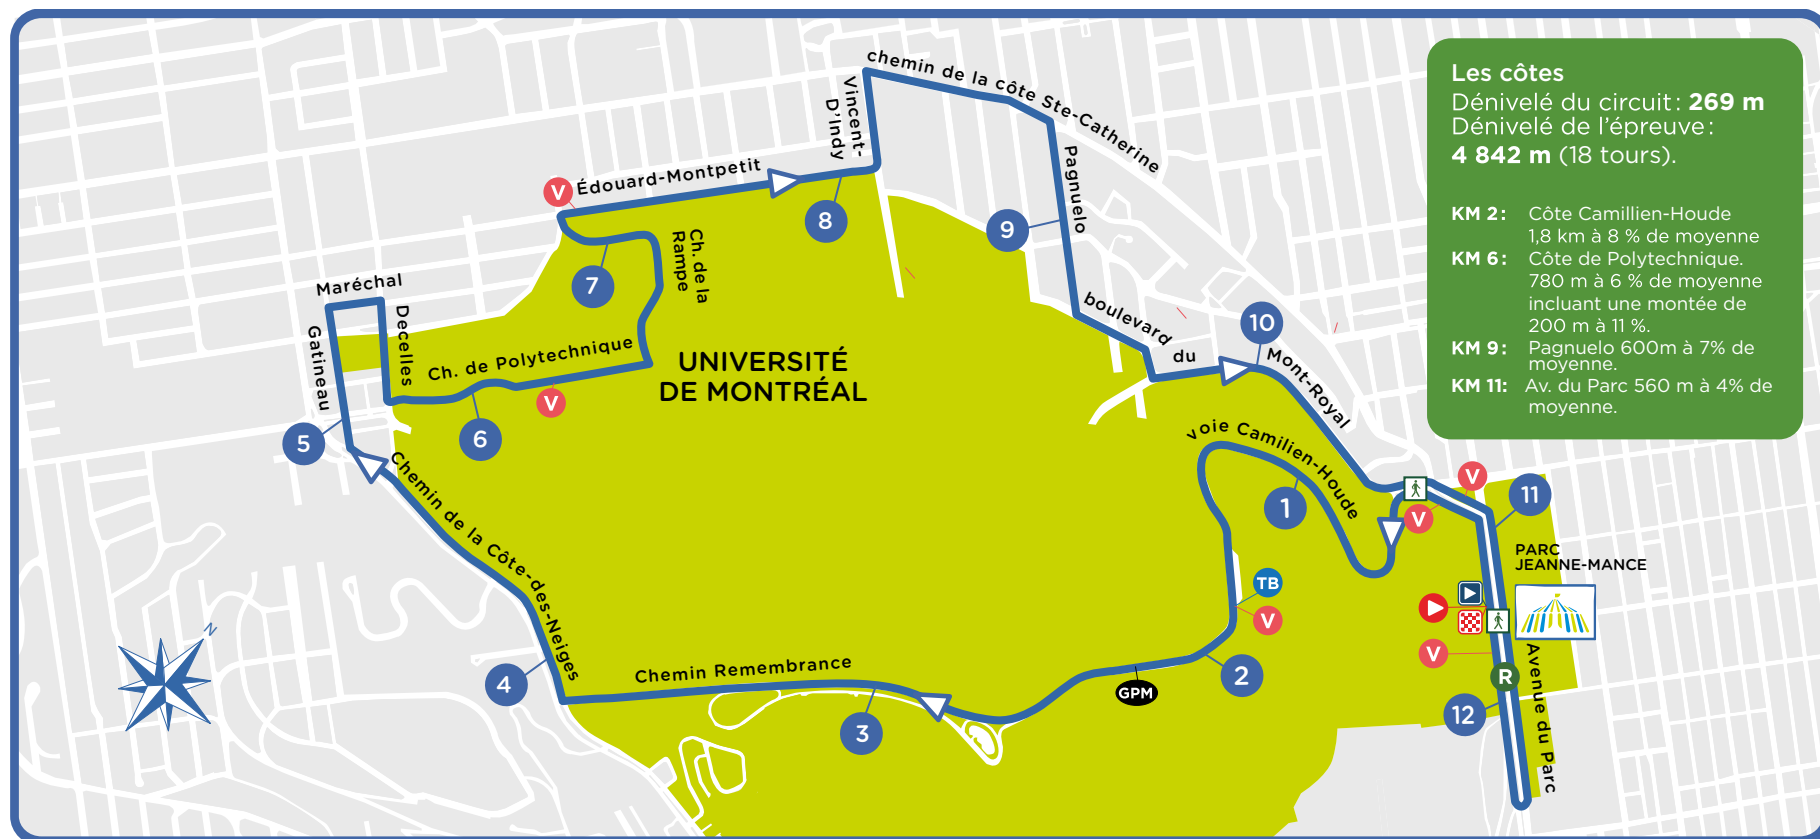 Les côtes
Dénivelé du circuit : 269 m
Dénivelé de l'épreuve :
4 842 m (18 tours).
KM 2 : Côte Camillien-Houde
1,8 km à 8 % de moyenne
KM 6 : Côte de Polytechnique.
780 m à 6 % de moyenne
incluant une montée de
200 m à 11 %.
KM 9 : Pagnuelo 600m à 7% de
moyenne.
KM 11: Av. du Parc 560 m à 4% de
moyenne.
chemin de la côte Ste-Catherine
Vincent-
D'Indy
Édouard-Montpetit
V
8
Pagnuelo
9
Ch. de la
Rampe
7
Maréchal
Decelles
Gatineau
Ch. de Polytechnique
V
6
5
UNIVERSITÉ
DE MONTRÉAL
boulevard
du
Mont-Royal
10
voie Camilien-Houde
1
V
V
11
PARC
JEANNE-MANCE
TB
V
V
R
12
Avenue du Parc
Chemin de la Côte-des-Neiges
4
Chemin Remembrance
3
GPM
2
N